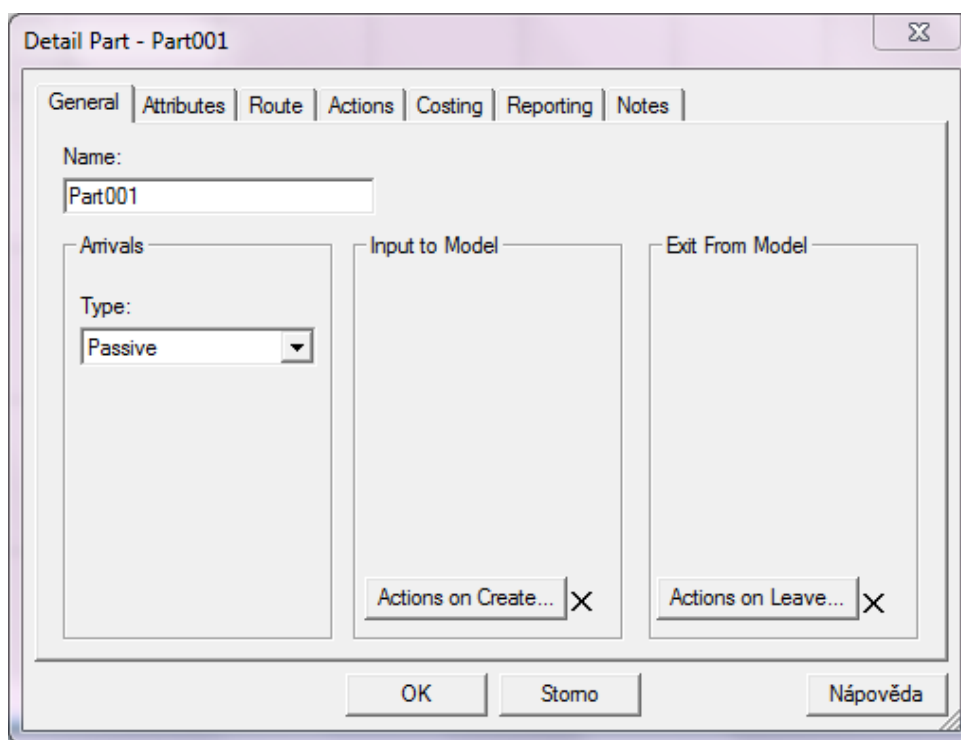 Detail Part - Part001
General Attributes Route Actions Costing Reporting Notes
Name:
Part001
Arrivals Input to Model Exit From Model
Type:
Passive
Actions on Create... Actions on Leave...
OK Storno Nápověda